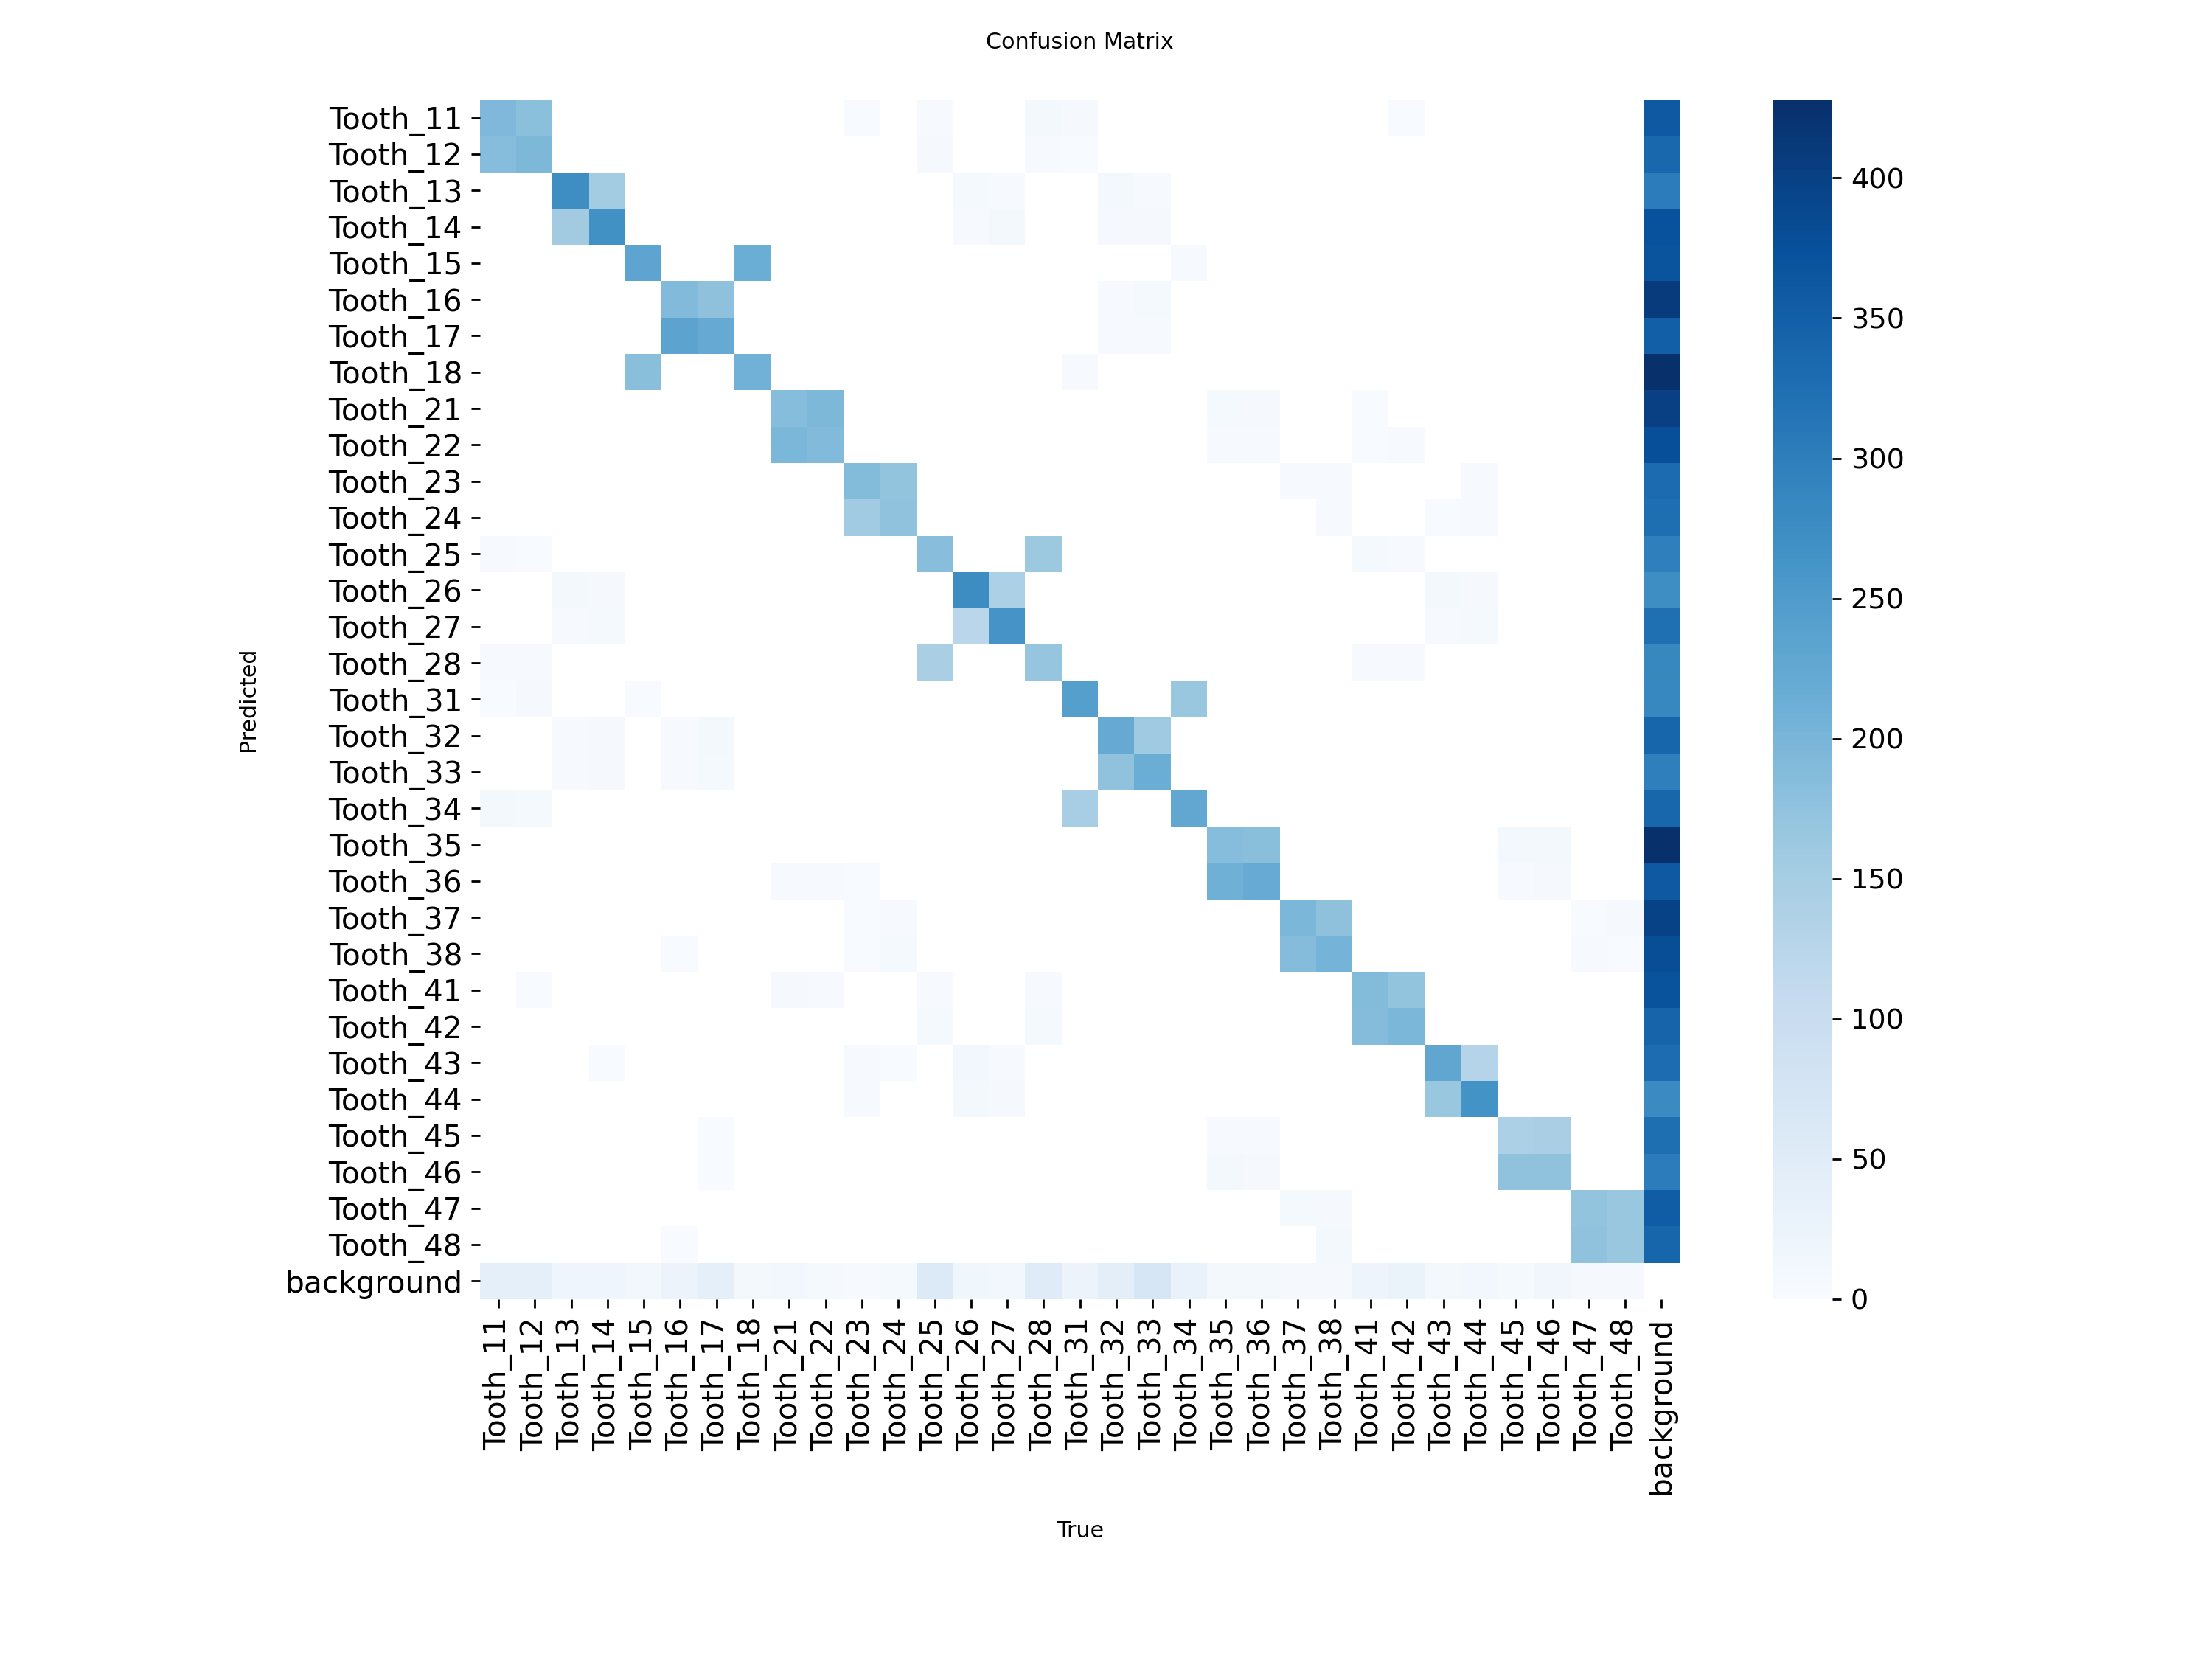 Confusion Matrix
Tooth_11
Tooth_12
Tooth_13
Tooth_14
Tooth_15
Tooth_16
Tooth_17
Tooth_18
Tooth_21
Tooth_22
Tooth_23
Tooth_24
Tooth_25
Tooth_26
Tooth_27
Tooth_28
Tooth_31
Tooth_32
Tooth_33
Tooth_34
Tooth_35
Tooth_36
Tooth_37
Tooth_38
Tooth_41
Tooth_42
Tooth_43
Tooth_44
Tooth_45
Tooth_46
Tooth_47
Tooth_48
background
Predicted
Tooth_11
Tooth_12
Tooth_13
Tooth_14
Tooth_15
Tooth_16
Tooth_17
Tooth_18
Tooth_21
Tooth_22
Tooth_23
Tooth_24
Tooth_25
Tooth_26
Tooth_27
Tooth_28
Tooth_31
Tooth_32
Tooth_33
Tooth_34
Tooth_35
Tooth_36
Tooth_37
Tooth_38
Tooth_41
Tooth_42
Tooth_43
Tooth_44
Tooth_45
Tooth_46
Tooth_47
Tooth_48
background
True
400
350
300
250
200
150
100
50
0